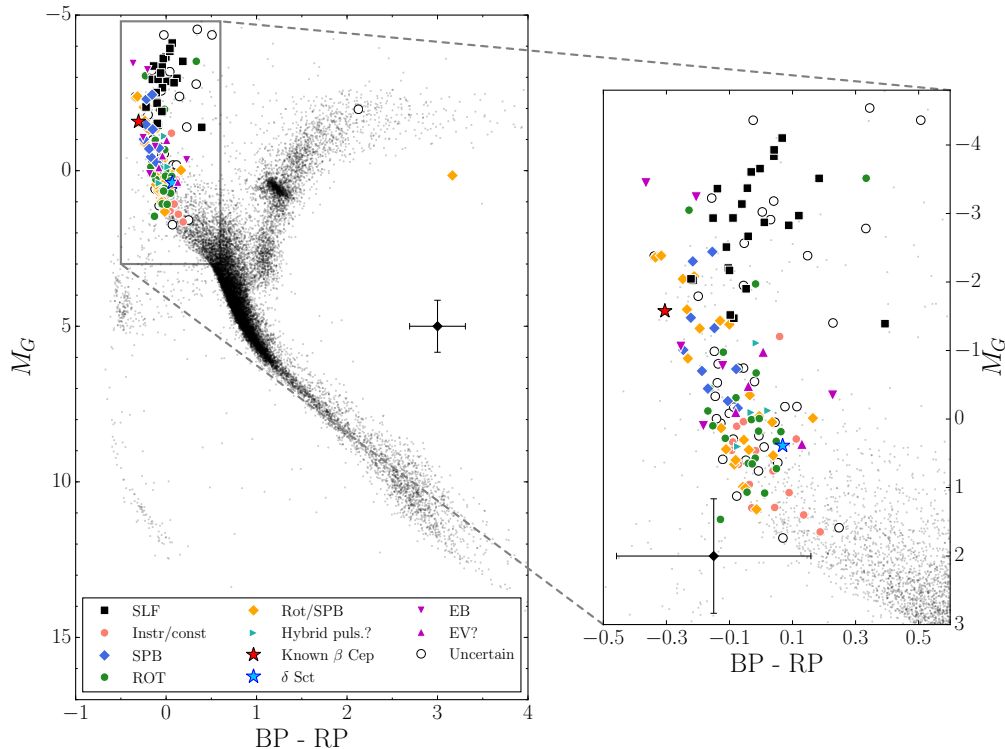 −5
0
5
10
15
M_G
−1
0
1
2
3
4
BP - RP
SLF
Instr/const
SPB
ROT
Rot/SPB
Hybrid puls.?
Known β Cep
δ Sct
EB
EV?
Uncertain
−4
−3
−2
−1
0
1
2
3
M_G
−0.5
−0.3
−0.1
0.1
0.3
0.5
BP - RP